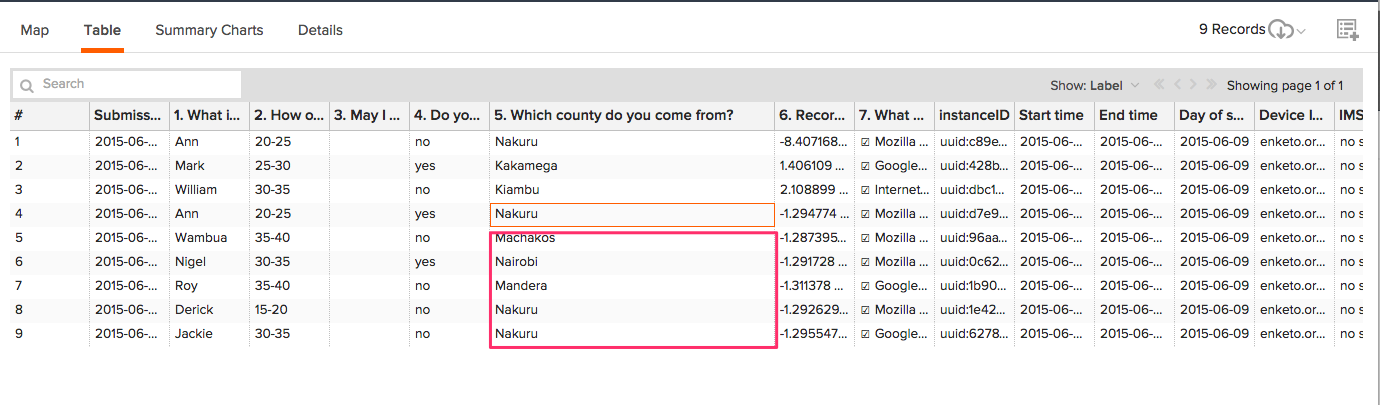 Map Table Summary Charts Details 9 Records
Search Show: Label Showing page 1 of 1
# Submiss... 1. What i... 2. How o... 3. May I ... 4. Do yo... 5. Which county do you come from? 6. Recor... 7. What ... instanceID Start time End time Day of s... Device I... IMS
1 2015-06-... Ann 20-25 no Nakuru -8.407168... ☑ Mozilla ... uuid:c89e... 2015-06-... 2015-06-... 2015-06-09 enketo.or... no s
2 2015-06-... Mark 25-30 yes Kakamega 1.406109 ... ☑ Google... uuid:428b... 2015-06-... 2015-06-... 2015-06-09 enketo.or... no s
3 2015-06-... William 30-35 no Kiambu 2.108899 ... ☑ Internet... uuid:dbc1... 2015-06-... 2015-06-... 2015-06-09 enketo.or... no s
4 2015-06-... Ann 20-25 yes Nakuru -1.294774 ... ☑ Mozilla ... uuid:d7e9... 2015-06-... 2015-06-... 2015-06-09 enketo.or... no s
5 2015-06-... Wambua 35-40 no Machakos -1.287395... ☑ Mozilla ... uuid:96aa... 2015-06-... 2015-06-... 2015-06-09 enketo.or... no s
6 2015-06-... Nigel 30-35 yes Nairobi -1.291728 ... ☑ Mozilla ... uuid:0c62... 2015-06-... 2015-06-... 2015-06-09 enketo.or... no s
7 2015-06-... Roy 35-40 no Mandera -1.311378 ... ☑ Google... uuid:1b90... 2015-06-... 2015-06-... 2015-06-09 enketo.or... no s
8 2015-06-... Derick 15-20 no Nakuru -1.292629... ☑ Mozilla ... uuid:1e42... 2015-06-... 2015-06-... 2015-06-09 enketo.or... no s
9 2015-06-... Jackie 30-35 no Nakuru -1.295547... ☑ Google... uuid:6278... 2015-06-... 2015-06-... 2015-06-09 enketo.or... no s